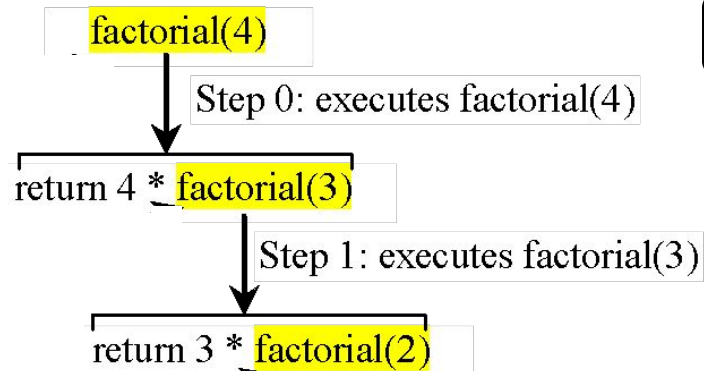 factorial(4)
Step 0: executes factorial(4)
return 4 * factorial(3)
Step 1: executes factorial(3)
return 3 * factorial(2)